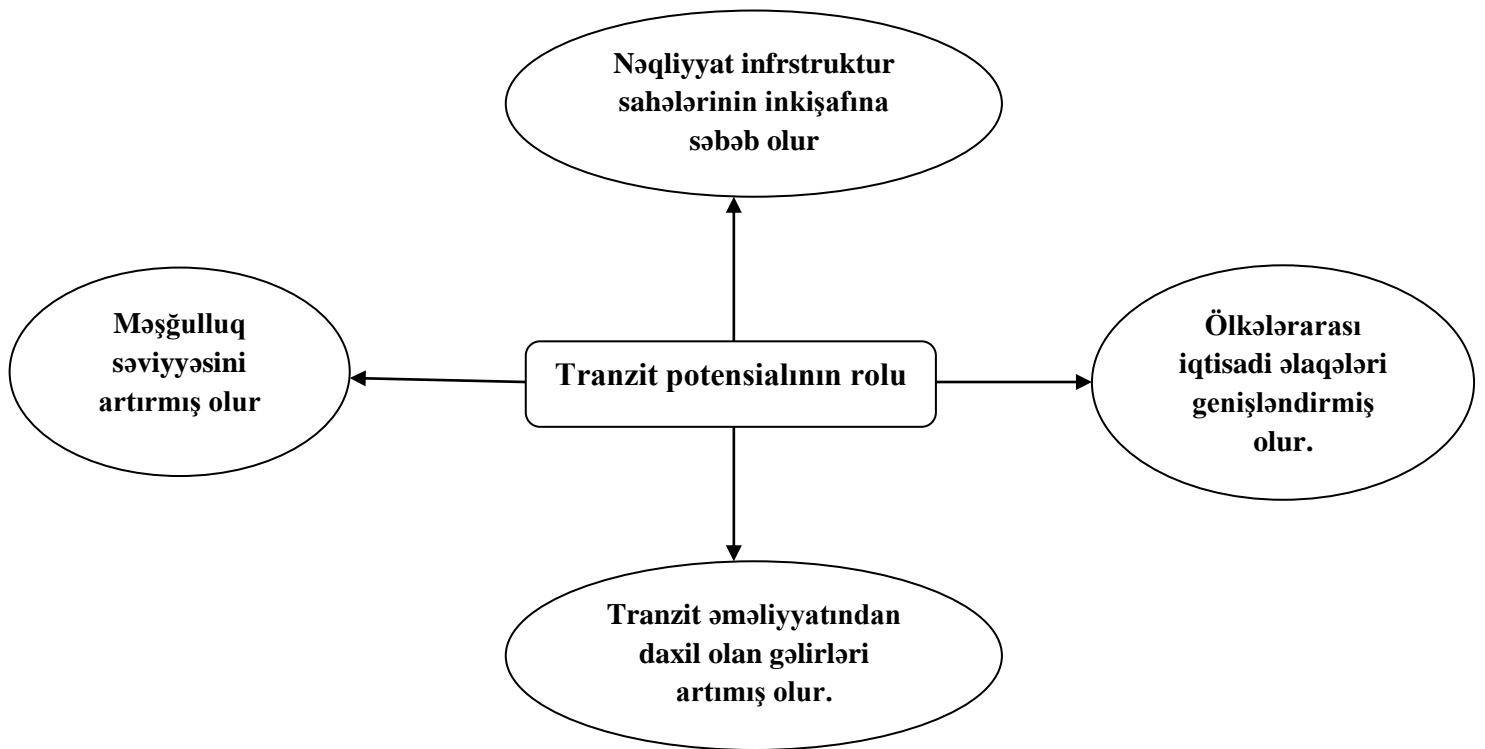 Nəqliyyat infrstruktur
sahələrinin inkişafına
səbəb olur
Məşğulluq
səviyyəsini
artırmış olur
Tranzit potensialının rolu
Ölkələrarası
iqtisadi əlaqələri
genişləndirmiş
olur.
Tranzit əməliyyatından
daxil olan gəlirləri
artımış olur.